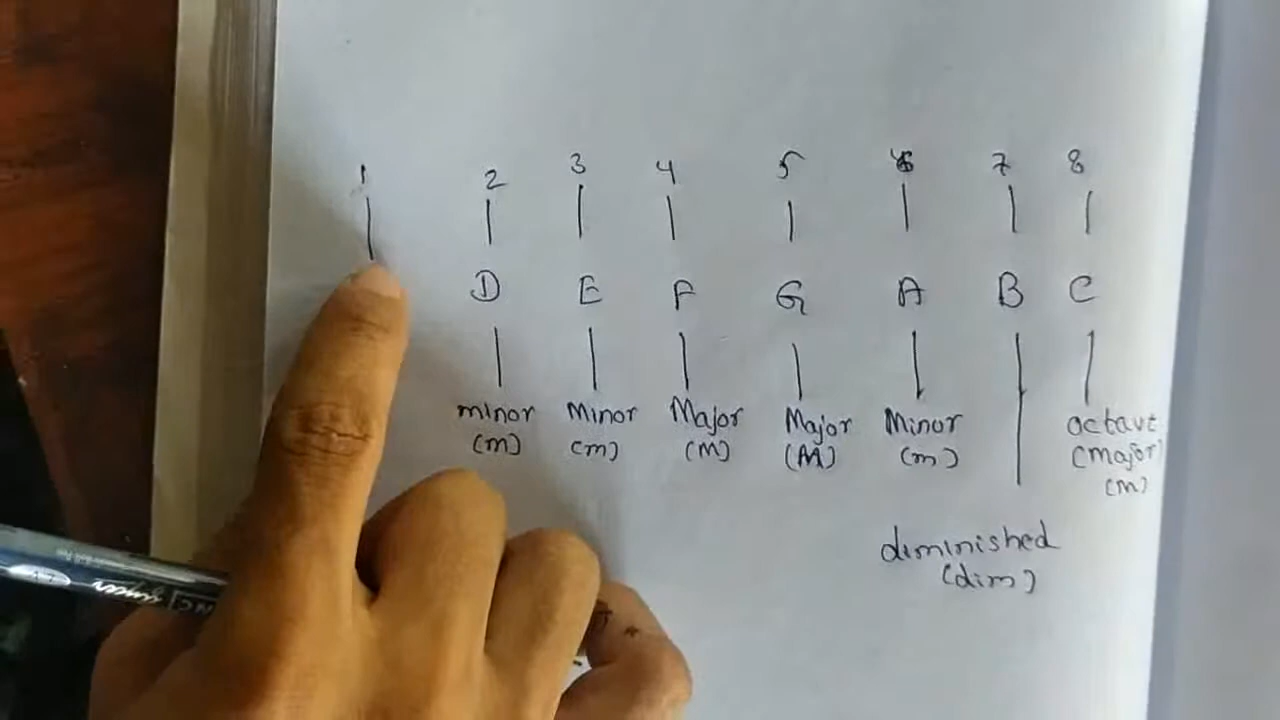 1 2 3 4 5 6 7 8
D E F G A B C
minor Minor Major Major Minor octave
(m) (m) (M) (M) (m) (major)
(m)
diminished
(dim)